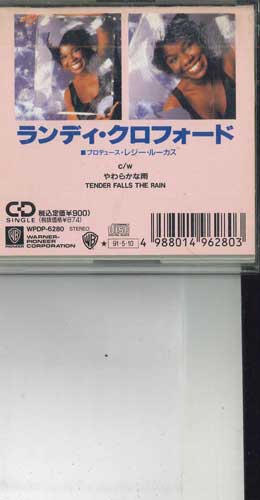 ランディ・クロフォード
■プロデュース・レジー・ルーカス
c/w
やわらかな雨
TENDER FALLS THE RAIN
CD SINGLE
税込定価¥900
(税抜価格¥874)
WPDP-6280 STEREO
WARNER-PIONEER CORPORATION
★ 91・5・10
4 988014 962803